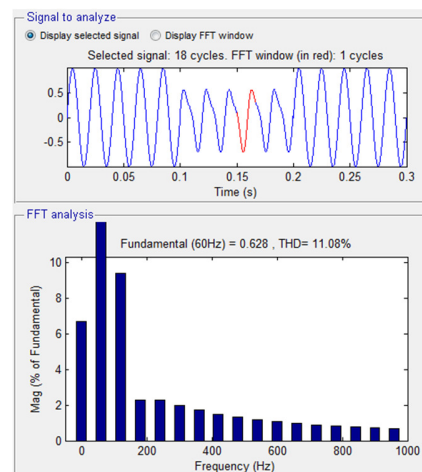 Signal to analyze
Display selected signal Display FFT window
Selected signal: 18 cycles. FFT window (in red): 1 cycles
0.5
0
-0.5
0 0.05 0.1 0.15 0.2 0.25 0.3
Time (s)
FFT analysis
Fundamental (60Hz) = 0.628 , THD= 11.08%
10
8
6
4
2
0
Mag (% of Fundamental)
0 200 400 600 800 1000
Frequency (Hz)